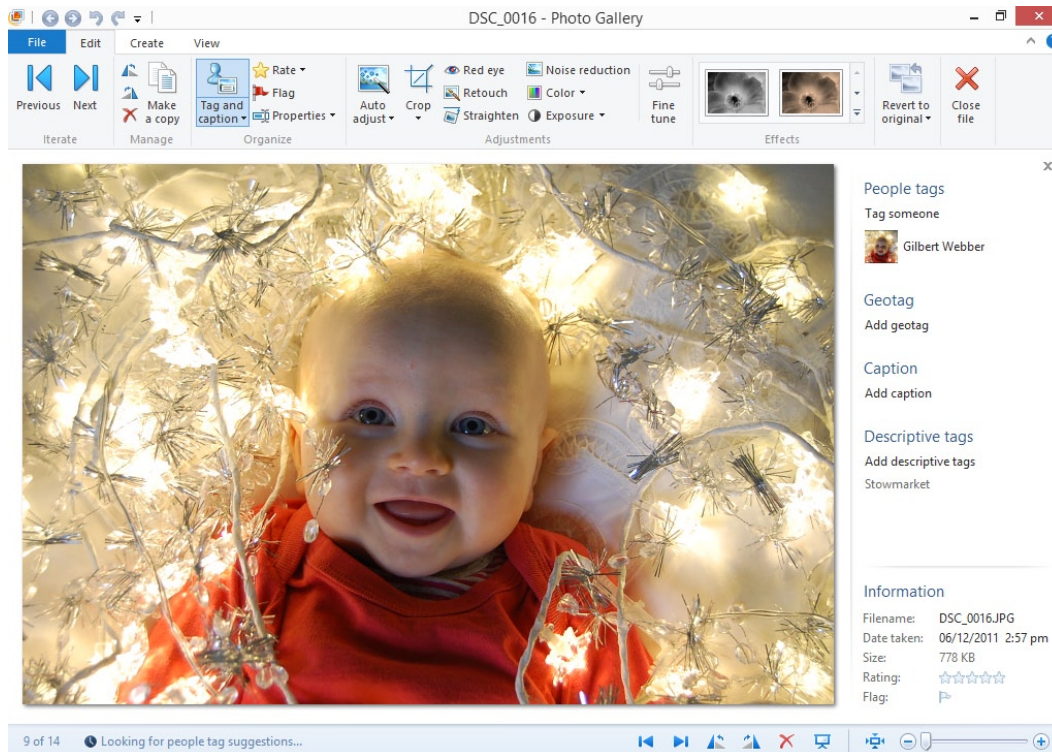 DSC_0016 - Photo Gallery
File Edit Create View
Previous Next
Make a copy
Tag and caption
Rate
Flag
Properties
Auto adjust
Crop
Red eye
Retouch
Straighten
Noise reduction
Color
Exposure
Fine tune
Revert to original
Close file
Iterate Manage Organize Adjustments Effects
People tags
Tag someone
Gilbert Webber
Geotag
Add geotag
Caption
Add caption
Descriptive tags
Add descriptive tags
Stowmarket
Information
Filename: DSC_0016.JPG
Date taken: 06/12/2011 2:57 pm
Size: 778 KB
Rating:
Flag:
9 of 14 Looking for people tag suggestions...